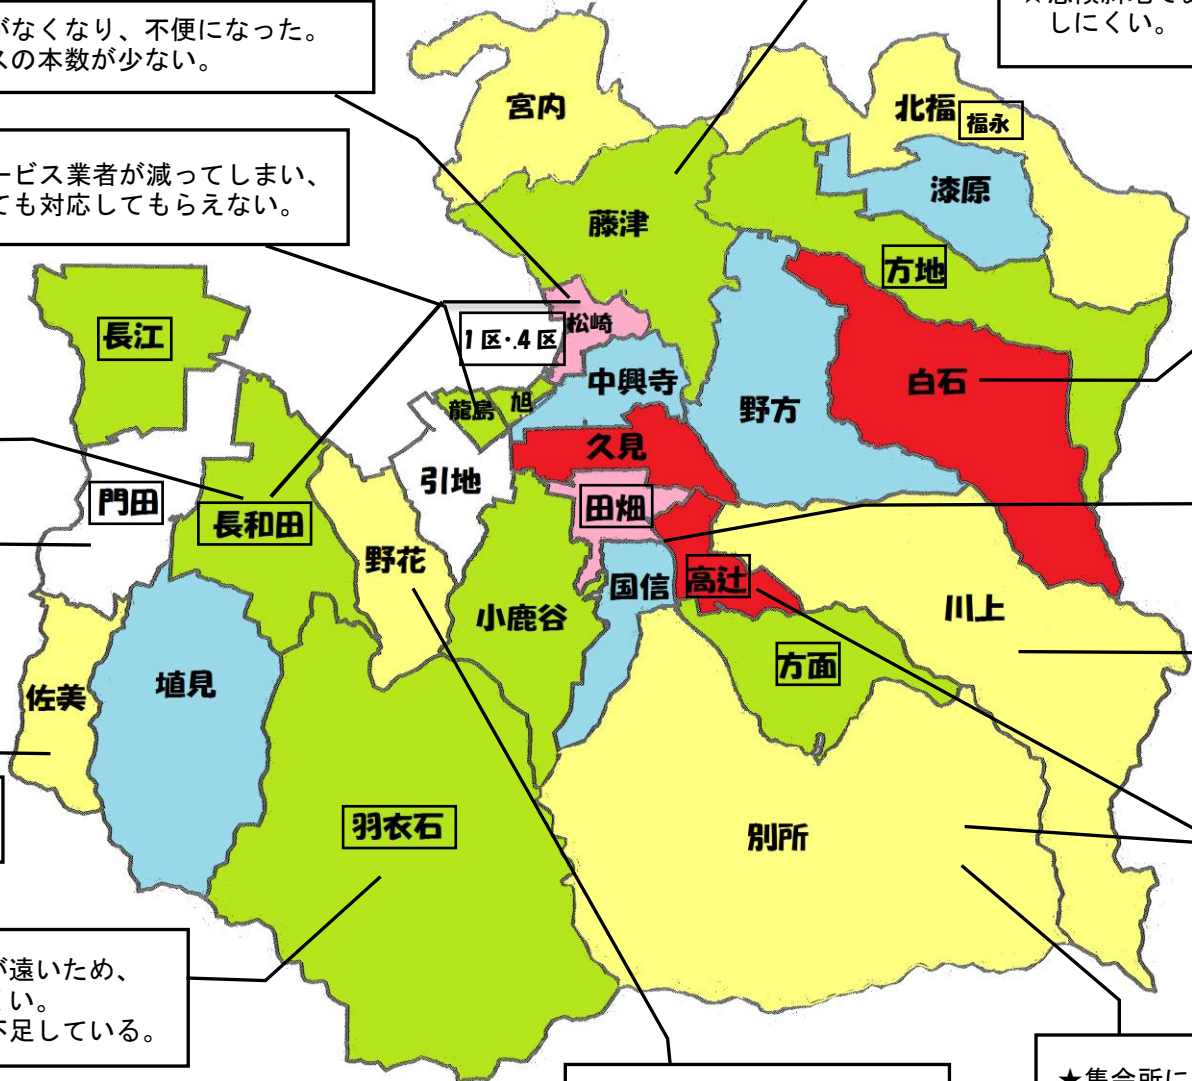 がなくなり、不便になった。
スの本数が少ない。
しにくい。
ービス業者が減ってしまい、
ても対応してもらえない。
宮内
北福
福永
漆原
藤津
方地
長江
1区・4区
松崎
中興寺
白石
龍島
旭
野方
久見
引地
田畑
門田
長和田
野花
国信
高辻
小鹿谷
川上
方面
佐美
埴見
羽衣石
別所
が遠いため、
くい。
不足している。
★集会所に